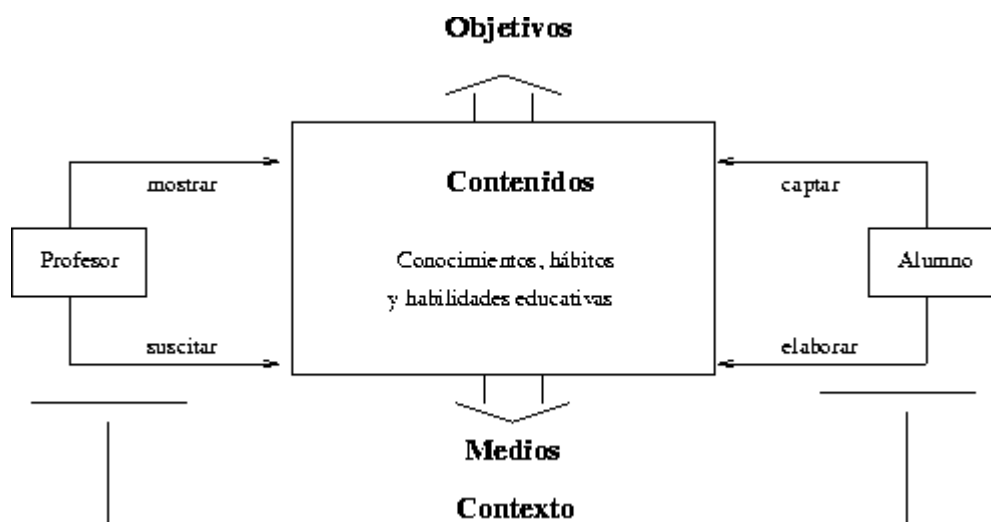 Objetivos
mostrar
Contenidos
captar
Profesor
Conocimientos, hábitos
y habilidades educativas
Alumno
suscitar
elaborar
Medios
Contexto